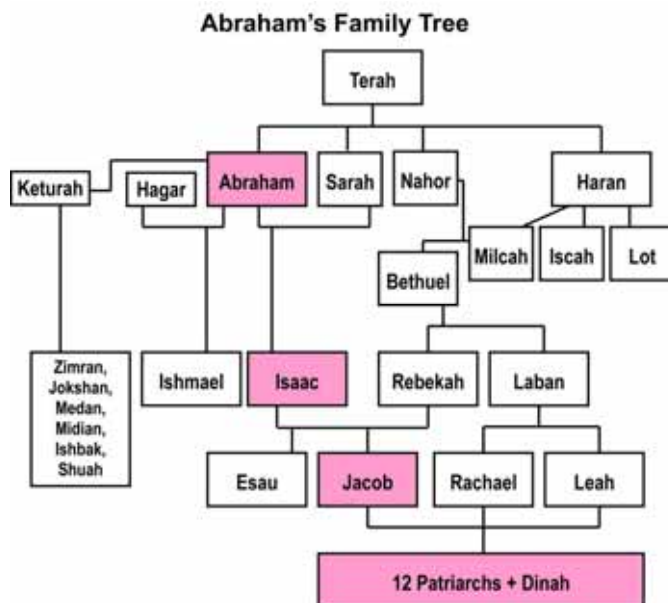 Abraham's Family Tree
Terah
Keturah
Hagar
Abraham
Sarah
Nahor
Haran
Milcah
Iscah
Lot
Bethuel
Zimran,
Jokshan,
Medan,
Midian,
Ishbak,
Shuah
Ishmael
Isaac
Rebekah
Laban
Esau
Jacob
Rachael
Leah
12 Patriarchs + Dinah